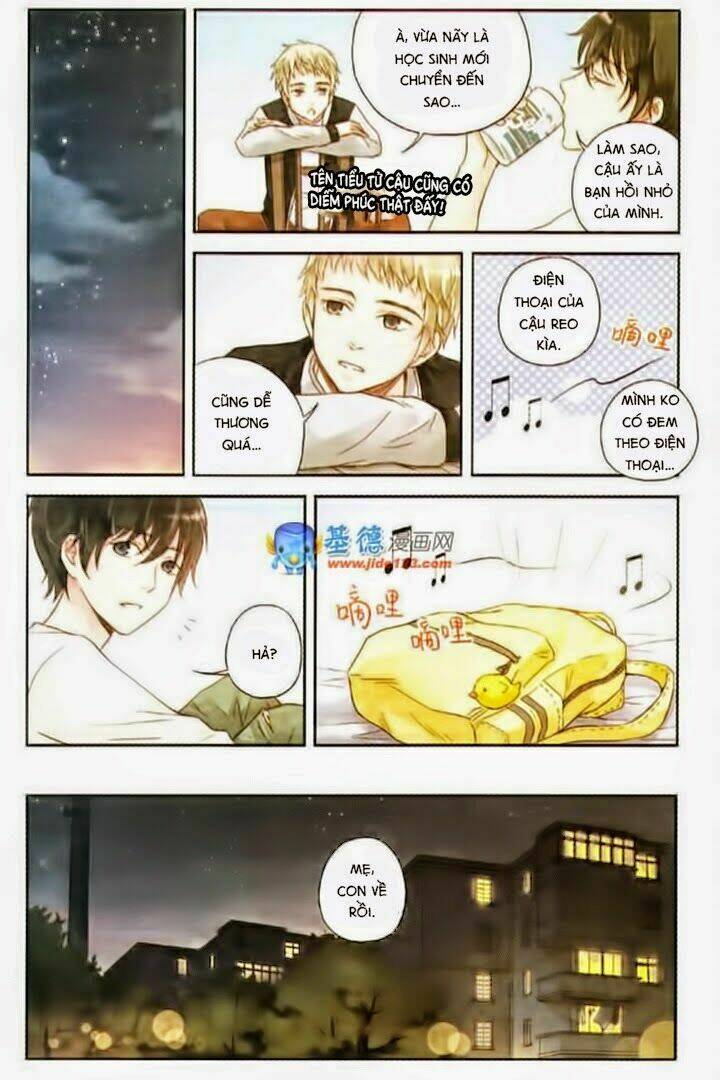 À, VỪA NÃY LÀ
HỌC SINH MỚI
CHUYỂN ĐẾN
SAO...
LÀM SAO,
CẬU ẤY LÀ
BẠN HỒI NHỎ
CỦA MÌNH.
TÊN TIỂU TỬ CẬU CŨNG CÓ
DIỄM PHÚC THẬT ĐẤY!
CŨNG DỄ
THƯƠNG
QUÁ...
ĐIỆN
THOẠI CỦA
CẬU REO
KÌA.
嘀哩
MÌNH KO
CÓ ĐEM
THEO ĐIỆN
THOẠI...
HẢ?
基德漫画网
www.jide123.com
嘀哩
嘀哩
MẸ,
CON VỀ
RỒI.